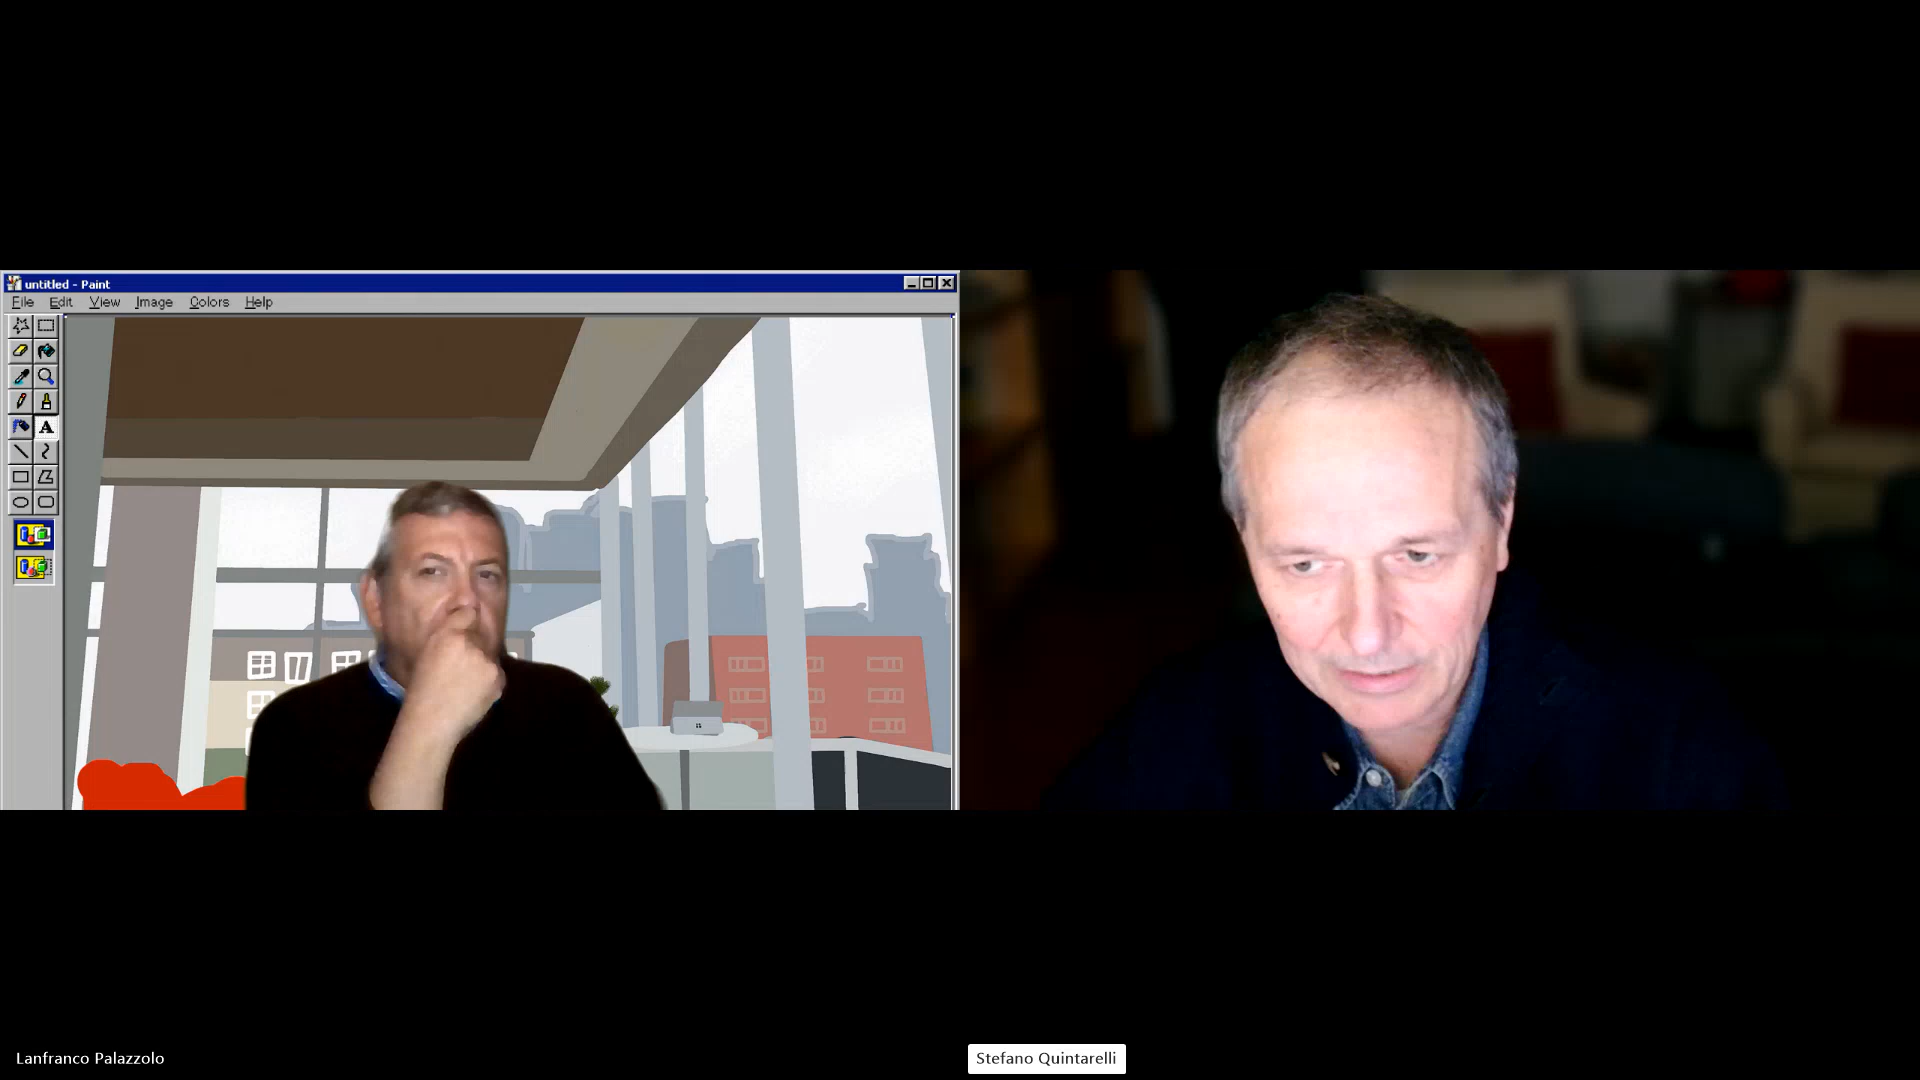 untitled - Paint
File Edit View Image Colors Help
A
Lanfranco Palazzolo
Stefano Quintarelli